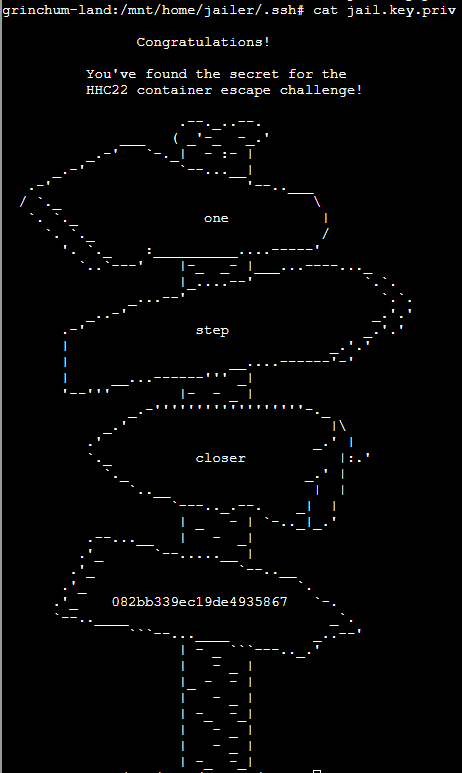 grinchum-land:/mnt/home/jailer/.ssh# cat jail.key.priv
Congratulations!
You've found the secret for the
HHC22 container escape challenge!
one
step
closer
082bb339ec19de4935867